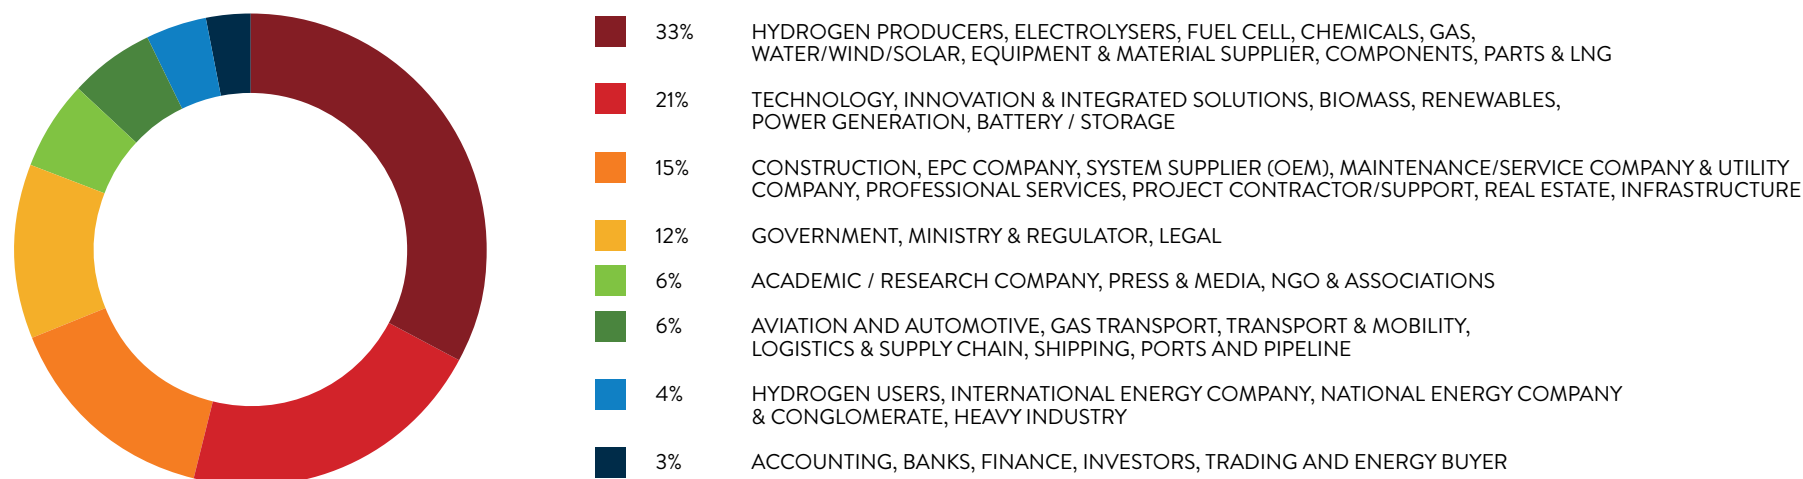 33% HYDROGEN PRODUCERS, ELECTROLYSERS, FUEL CELL, CHEMICALS, GAS,
WATER/WIND/SOLAR, EQUIPMENT & MATERIAL SUPPLIER, COMPONENTS, PARTS & LNG
21% TECHNOLOGY, INNOVATION & INTEGRATED SOLUTIONS, BIOMASS, RENEWABLES,
POWER GENERATION, BATTERY / STORAGE
15% CONSTRUCTION, EPC COMPANY, SYSTEM SUPPLIER (OEM), MAINTENANCE/SERVICE COMPANY & UTILITY
COMPANY, PROFESSIONAL SERVICES, PROJECT CONTRACTOR/SUPPORT, REAL ESTATE, INFRASTRUCTURE
12% GOVERNMENT, MINISTRY & REGULATOR, LEGAL
6% ACADEMIC / RESEARCH COMPANY, PRESS & MEDIA, NGO & ASSOCIATIONS
6% AVIATION AND AUTOMOTIVE, GAS TRANSPORT, TRANSPORT & MOBILITY,
LOGISTICS & SUPPLY CHAIN, SHIPPING, PORTS AND PIPELINE
4% HYDROGEN USERS, INTERNATIONAL ENERGY COMPANY, NATIONAL ENERGY COMPANY
& CONGLOMERATE, HEAVY INDUSTRY
3% ACCOUNTING, BANKS, FINANCE, INVESTORS, TRADING AND ENERGY BUYER